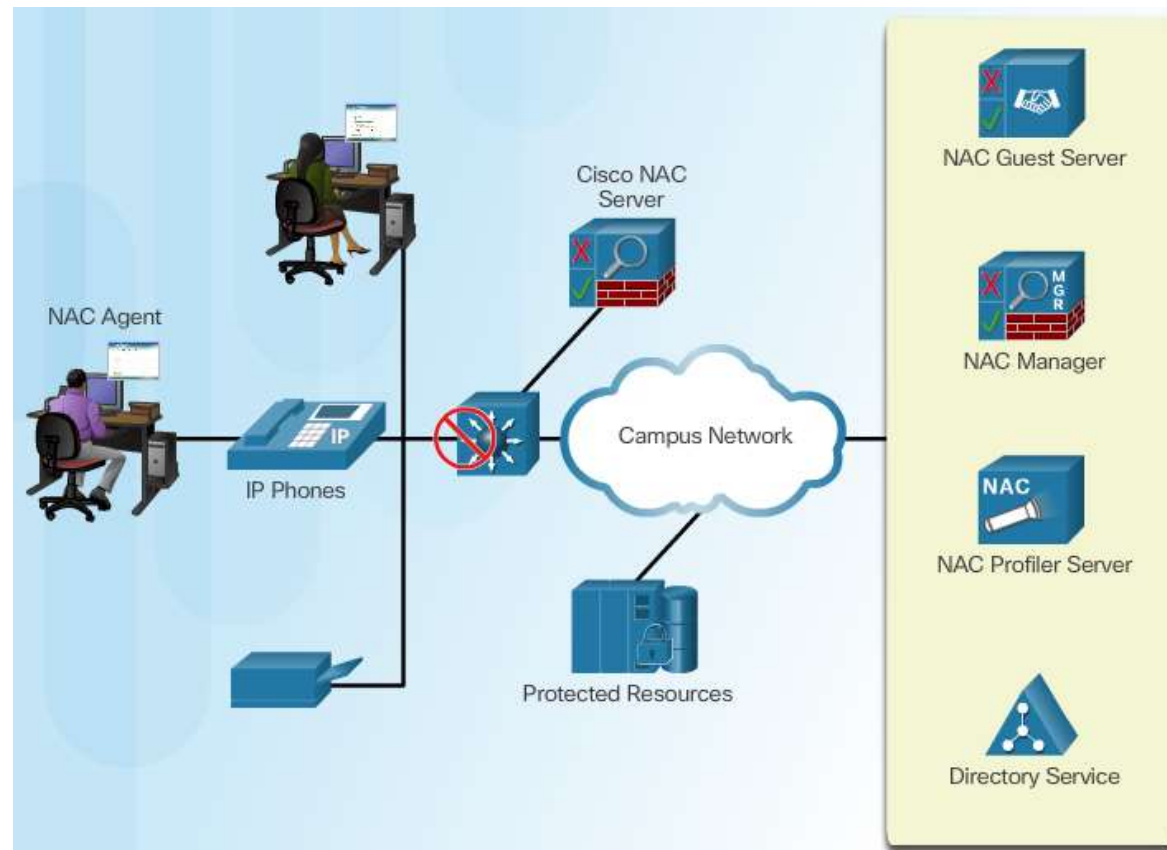 NAC Guest Server
Cisco NAC
Server
NAC Agent
MGR
NAC Manager
IP
IP Phones
Campus Network
NAC
NAC Profiler Server
Protected Resources
Directory Service